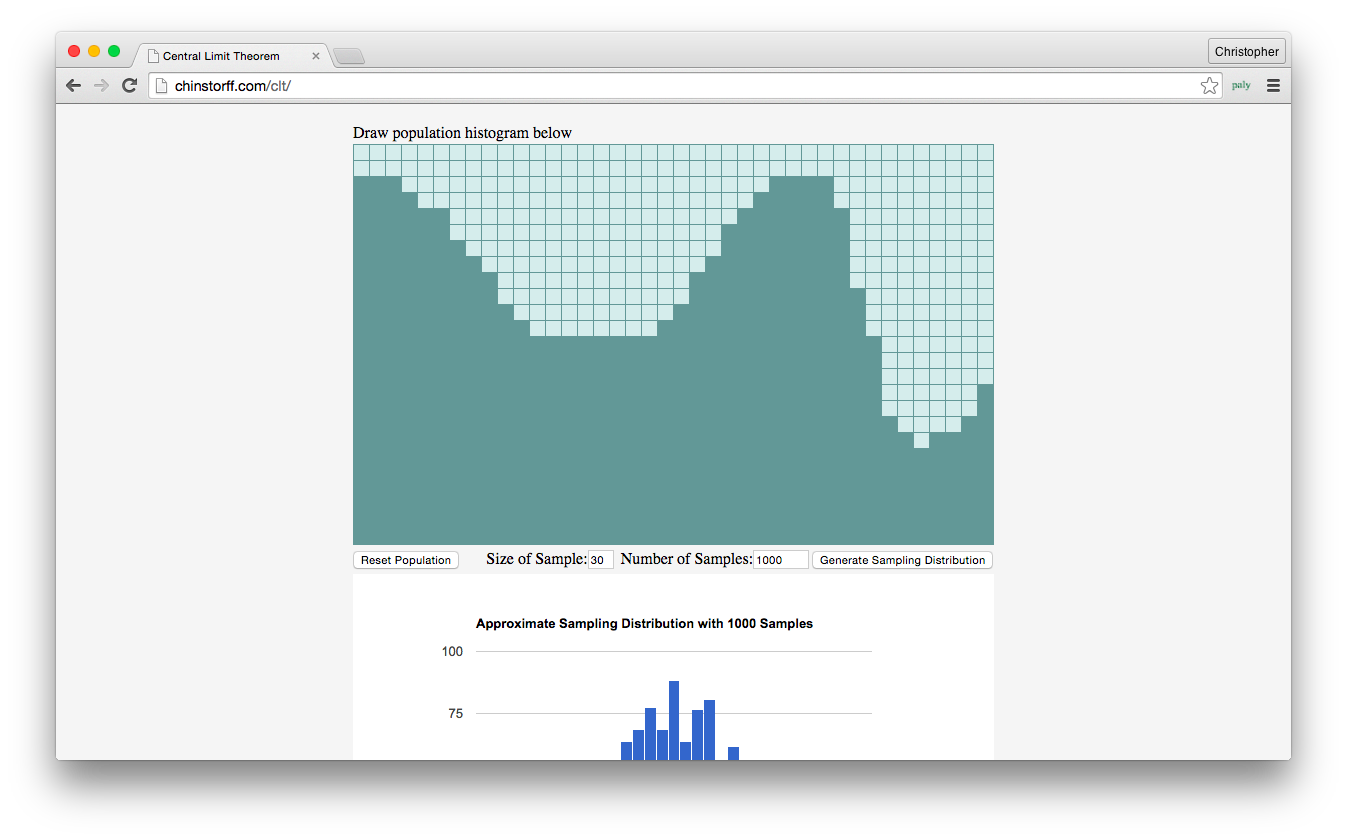 Central Limit Theorem
Christopher
chinstorff.com/clt/
paly
Draw population histogram below
Reset Population Size of Sample: 30 Number of Samples: 1000 Generate Sampling Distribution
Approximate Sampling Distribution with 1000 Samples
100
75